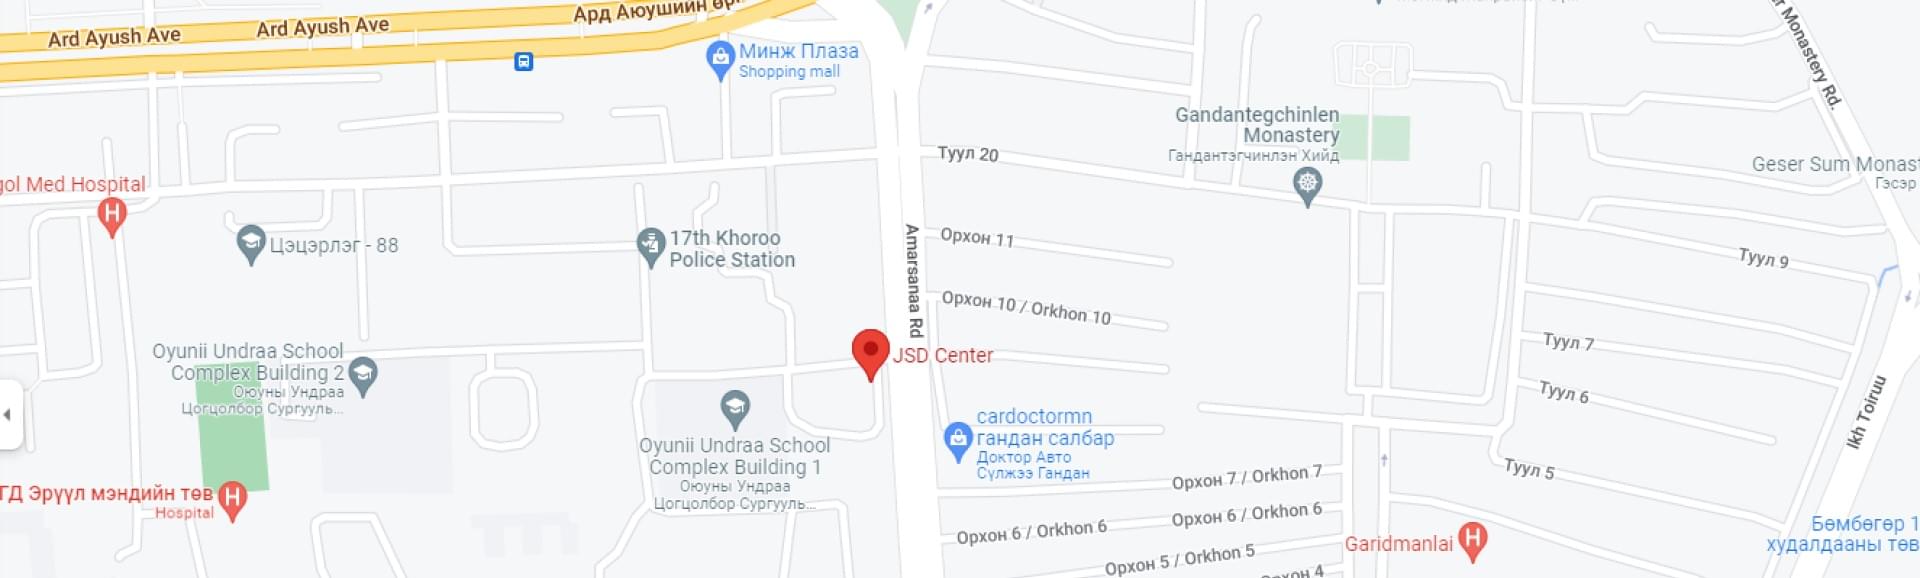 Ard Ayush Ave
Ard Ayush Ave
Ард Аюушийн
Минж Плаза
Shopping mall
Monastery Rd.
Gandantegchinlen
Monastery
Гандантэгчинлэн Хийд
Туул 20
Geser Sum Monast
Гэсэр
gol Med Hospital
Цэцэрлэг - 88
17th Khoroo
Police Station
Amarsanaa Rd
Орхон 11
Туул 9
Орхон 10 / Orkhon 10
JSD Center
Туул 7
Oyunii Undraa School
Complex Building 2
Оюуны Ундраа
Цогцолбор Сургууль...
Туул 6
Ikh Toiruu
Oyunii Undraa School
Complex Building 1
Оюуны Ундраа
Цогцолбор Сургууль...
cardoctormn
гандан салбар
Доктор Авто
Сүлжээ Гандан
Орхон 7 / Orkhon 7
Туул 5
ГД Эрүүл мэндийн төв
Hospital
Орхон 6 / Orkhon 6
Орхон 6 / Orkhon 6
Garidmanlai
Бөмбөгөр 1
худалдааны төв
Орхон 5 / Orkhon 5
хон 4